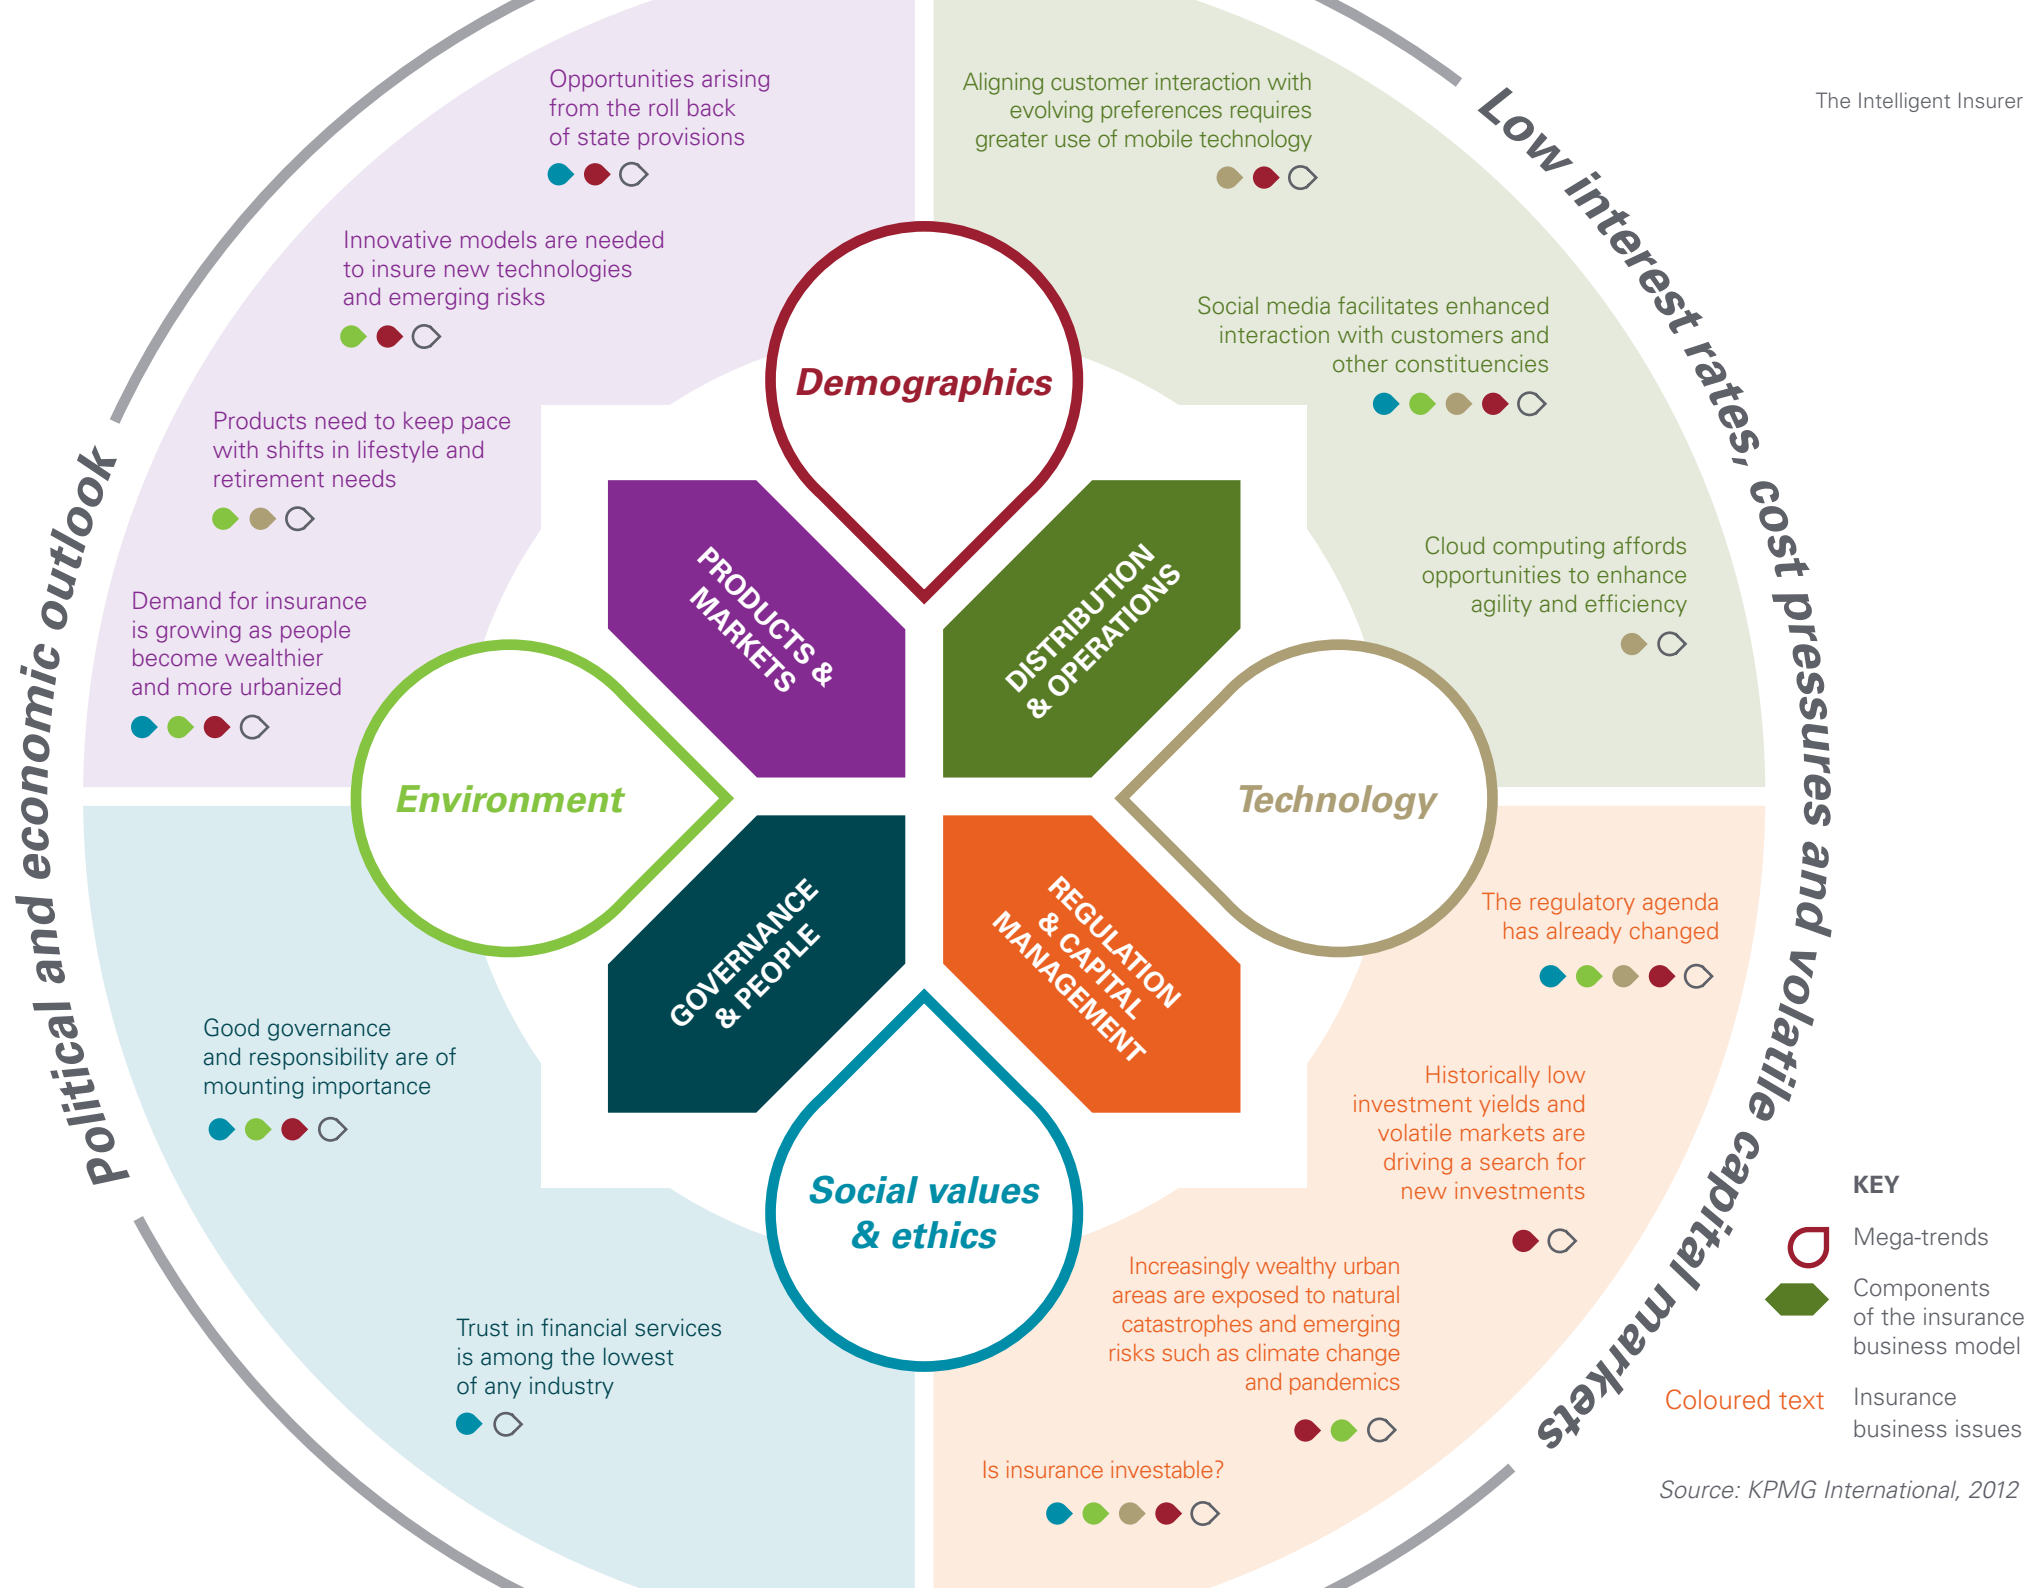 The Intelligent Insurer
Political and economic outlook
Low interest rates, cost pressures and volatile capital markets
Opportunities arising
from the roll back
of state provisions
Innovative models are needed
to insure new technologies
and emerging risks
Products need to keep pace
with shifts in lifestyle and
retirement needs
Demand for insurance
is growing as people
become wealthier
and more urbanized
Aligning customer interaction with
evolving preferences requires
greater use of mobile technology
Social media facilitates enhanced
interaction with customers and
other constituencies
Cloud computing affords
opportunities to enhance
agility and efficiency
Demographics
PRODUCTS &
MARKETS
DISTRIBUTION
& OPERATIONS
Environment
Technology
GOVERNANCE
& PEOPLE
REGULATION
& CAPITAL
MANAGEMENT
Social values
& ethics
Good governance
and responsibility are of
mounting importance
Trust in financial services
is among the lowest
of any industry
The regulatory agenda
has already changed
Historically low
investment yields and
volatile markets are
driving a search for
new investments
Increasingly wealthy urban
areas are exposed to natural
catastrophes and emerging
risks such as climate change
and pandemics
Is insurance investable?
KEY
Mega-trends
Components
of the insurance
business model
Coloured text
Insurance
business issues
Source: KPMG International, 2012